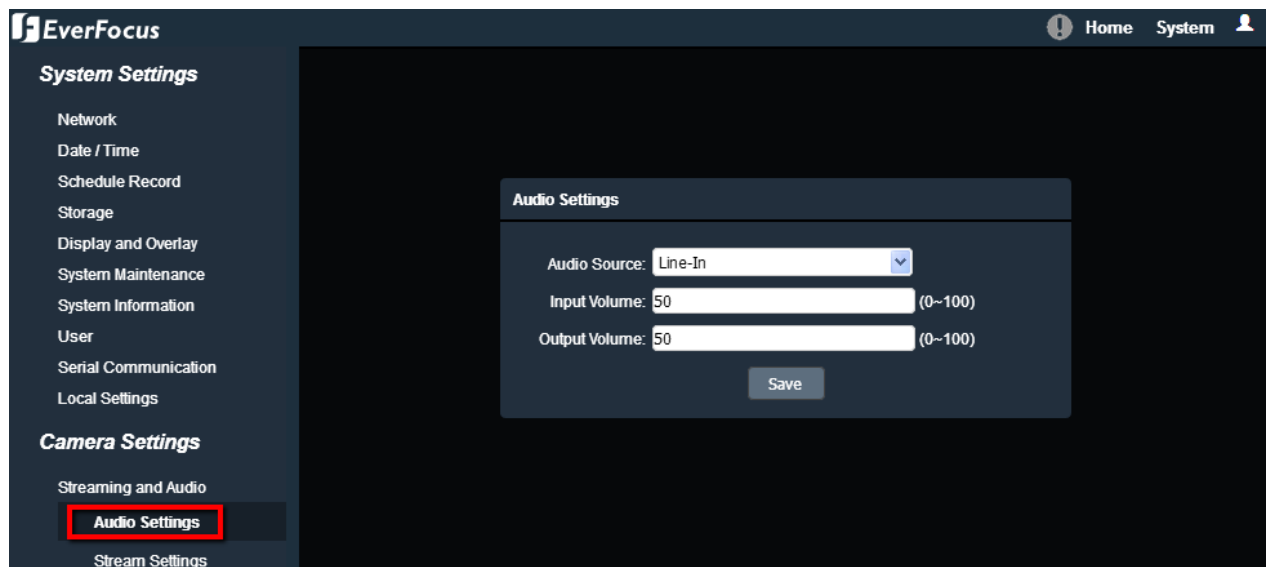 EverFocus
Home System
System Settings
Network
Date / Time
Schedule Record
Storage
Display and Overlay
System Maintenance
System Information
User
Serial Communication
Local Settings
Camera Settings
Streaming and Audio
Audio Settings
Stream Settings
Audio Settings
Audio Source: Line-In
Input Volume: 50 (0~100)
Output Volume: 50 (0~100)
Save